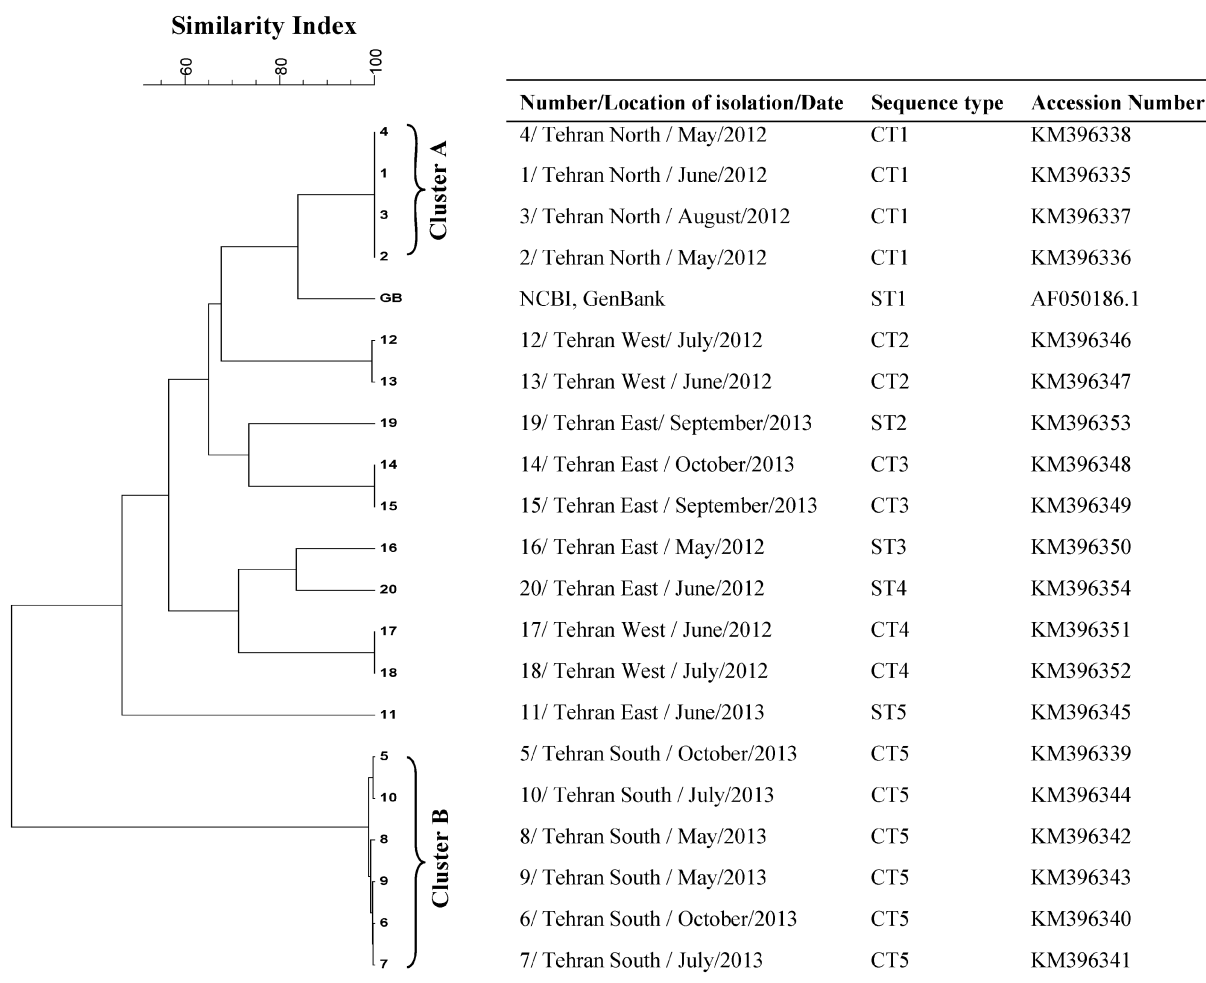 Similarity Index
60 80 100
Number/Location of isolation/Date Sequence type Accession Number
4 4/ Tehran North / May/2012 CT1 KM396338
1 1/ Tehran North / June/2012 CT1 KM396335
3 3/ Tehran North / August/2012 CT1 KM396337
2 2/ Tehran North / May/2012 CT1 KM396336
Cluster A
GB NCBI, GenBank ST1 AF050186.1
12 12/ Tehran West/ July/2012 CT2 KM396346
13 13/ Tehran West / June/2012 CT2 KM396347
19 19/ Tehran East/ September/2013 ST2 KM396353
14 14/ Tehran East / October/2013 CT3 KM396348
15 15/ Tehran East / September/2013 CT3 KM396349
16 16/ Tehran East / May/2012 ST3 KM396350
20 20/ Tehran East / June/2012 ST4 KM396354
17 17/ Tehran West / June/2012 CT4 KM396351
18 18/ Tehran West / July/2012 CT4 KM396352
11 11/ Tehran East / June/2013 ST5 KM396345
5 5/ Tehran South / October/2013 CT5 KM396339
10 10/ Tehran South / July/2013 CT5 KM396344
8 8/ Tehran South / May/2013 CT5 KM396342
9 9/ Tehran South / May/2013 CT5 KM396343
6 6/ Tehran South / October/2013 CT5 KM396340
7 7/ Tehran South / July/2013 CT5 KM396341
Cluster B